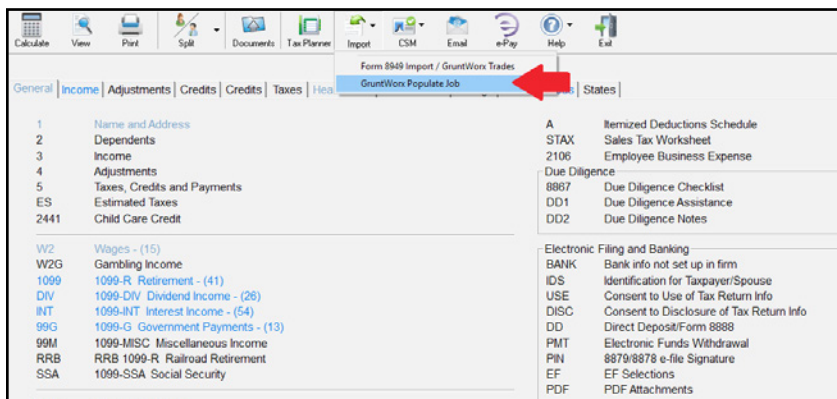 Calculate View Print Split Documents Tax Planner Import CSM Email e-Pay Help Exit
Form 8949 Import / GruntWorx Trades
GruntWorx Populate Job
General Income Adjustments Credits Credits Taxes Hea States
1 Name and Address
2 Dependents
3 Income
4 Adjustments
5 Taxes, Credits and Payments
ES Estimated Taxes
2441 Child Care Credit
W2 Wages - (15)
W2G Gambling Income
1099 1099-R Retirement - (41)
DIV 1099-DIV Dividend Income - (26)
INT 1099-INT Interest Income - (54)
99G 1099-G Government Payments - (13)
99M 1099-MISC Miscellaneous Income
RRB RRB 1099-R Railroad Retirement
SSA 1099-SSA Social Security
A Itemized Deductions Schedule
STAX Sales Tax Worksheet
2106 Employee Business Expense
Due Diligence
8867 Due Diligence Checklist
DD1 Due Diligence Assistance
DD2 Due Diligence Notes
Electronic Filing and Banking
BANK Bank info not set up in firm
IDS Identification for Taxpayer/Spouse
USE Consent to Use of Tax Return Info
DISC Consent to Disclosure of Tax Return Info
DD Direct Deposit/Form 8888
PMT Electronic Funds Withdrawal
PIN 8879/8878 e-file Signature
EF EF Selections
PDF PDF Attachments